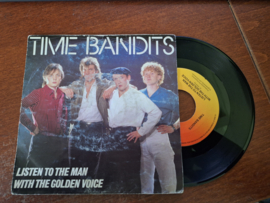 TIME BANDITS
LISTEN TO THE MAN
WITH THE GOLDEN VOICE